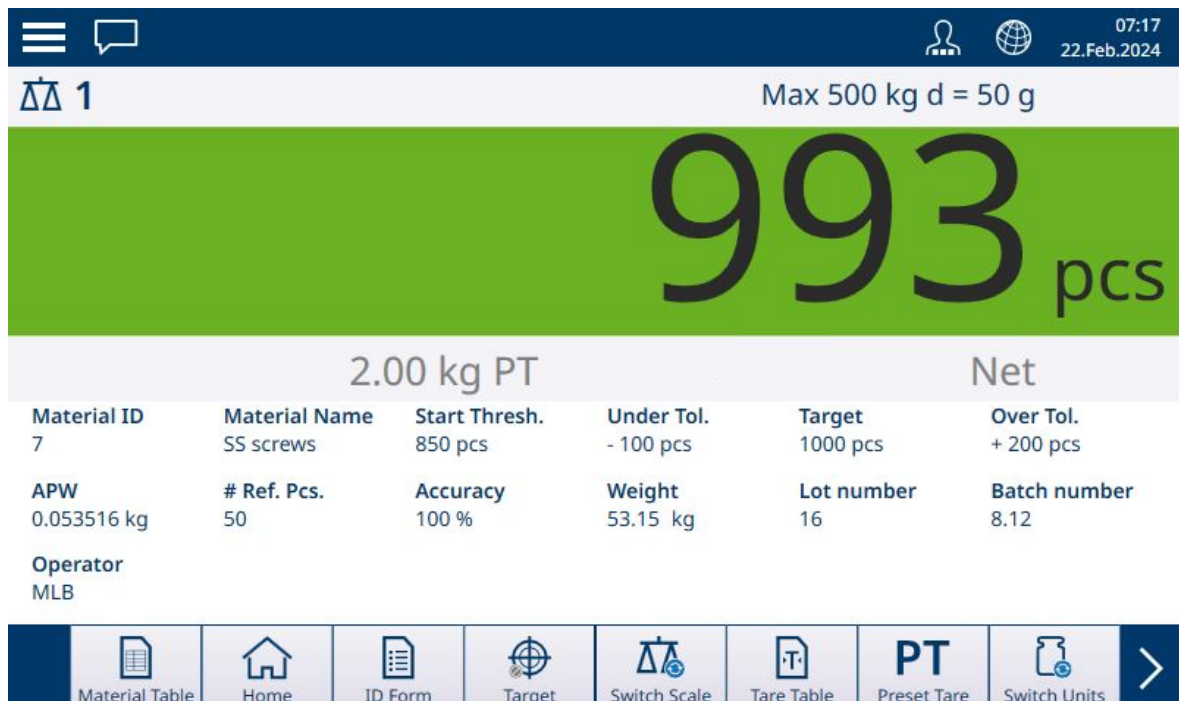 07:17
22.Feb.2024
1 Max 500 kg d = 50 g
993 pcs
2.00 kg PT Net
Material ID Material Name Start Thresh. Under Tol. Target Over Tol.
7 SS screws 850 pcs - 100 pcs 1000 pcs + 200 pcs
APW # Ref. Pcs. Accuracy Weight Lot number Batch number
0.053516 kg 50 100 % 53.15 kg 16 8.12
Operator
MLB
PT
Material Table Home ID Form Target Switch Scale Tare Table Preset Tare Switch Units